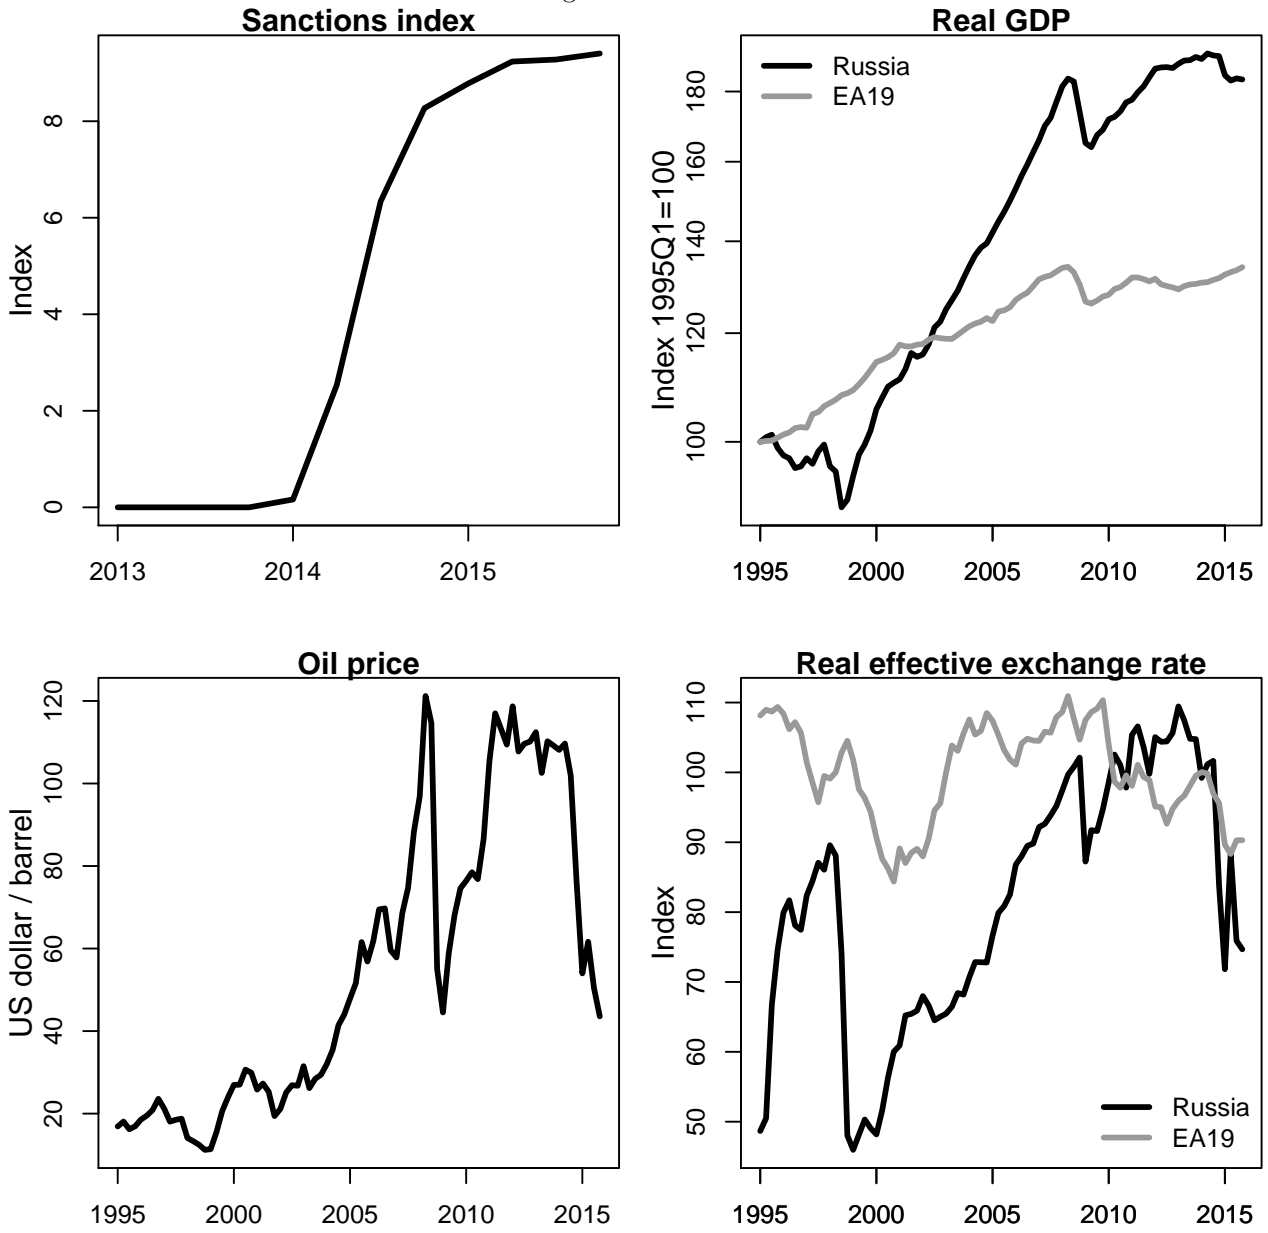 Sanctions index
Index
0
2
4
6
8
2013 2014 2015
Real GDP
Index 1995Q1=100
100
120
140
160
180
Russia
EA19
1995 2000 2005 2010 2015
Oil price
US dollar / barrel
20
40
60
80
100
120
1995 2000 2005 2010 2015
Real effective exchange rate
Index
50
60
70
80
90
100
110
Russia
EA19
1995 2000 2005 2010 2015